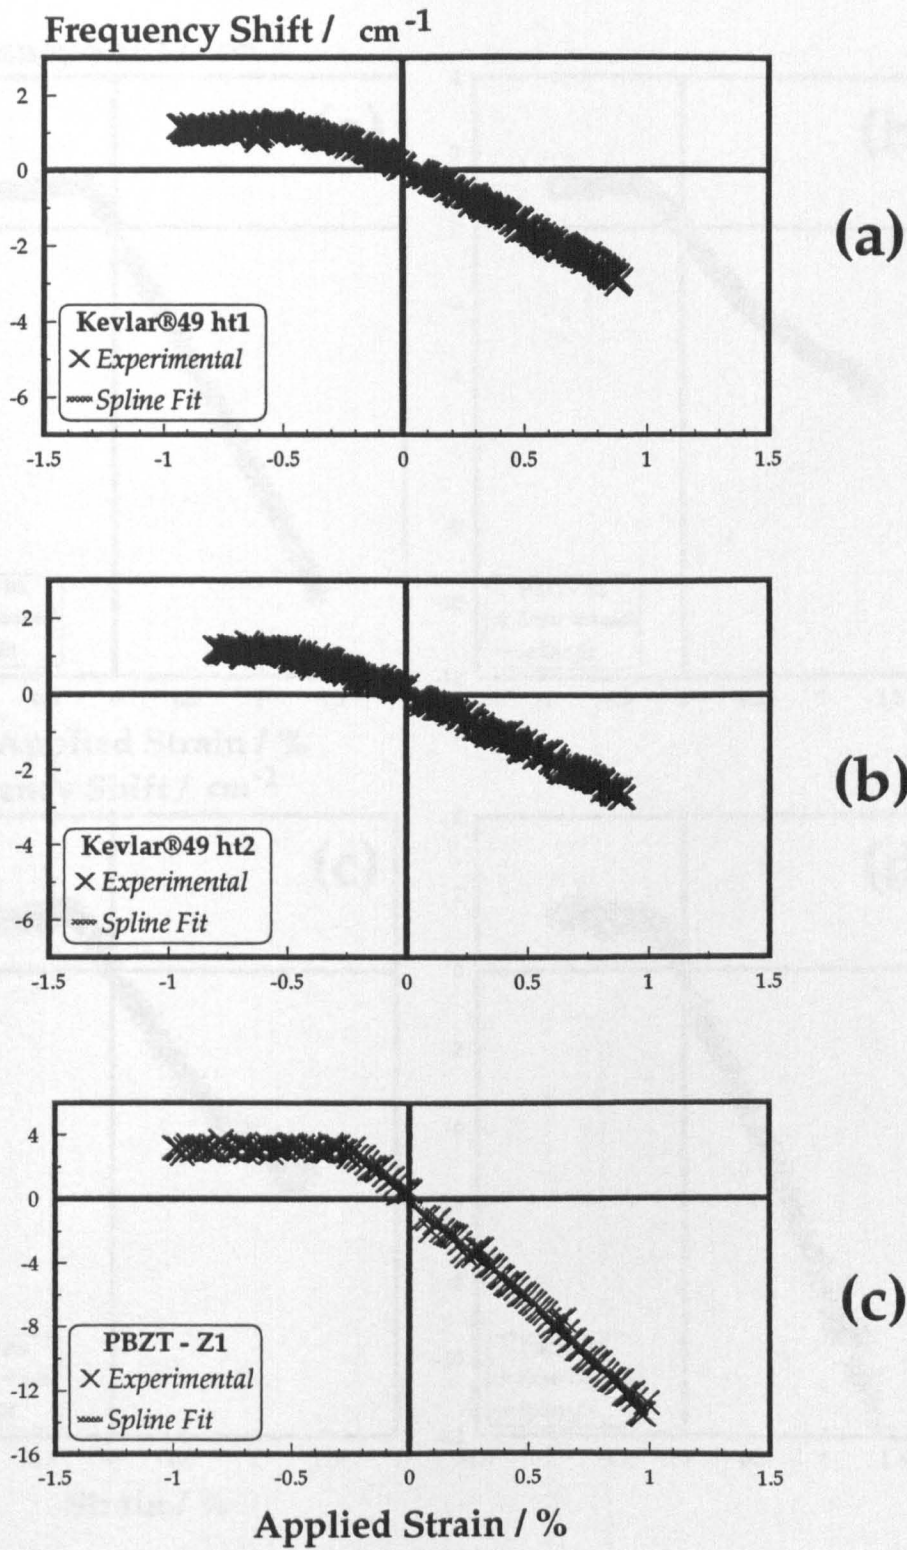 Frequency Shift / cm⁻¹
2
0
-2
-4
-6
Kevlar®49 ht1
× Experimental
Spline Fit
-1.5 -1 -0.5 0 0.5 1 1.5
(a)
2
0
-2
-4
-6
Kevlar®49 ht2
× Experimental
Spline Fit
-1.5 -1 -0.5 0 0.5 1 1.5
(b)
4
0
-4
-8
-12
-16
PBZT - Z1
× Experimental
Spline Fit
-1.5 -1 -0.5 0 0.5 1 1.5
(c)
Applied Strain / %